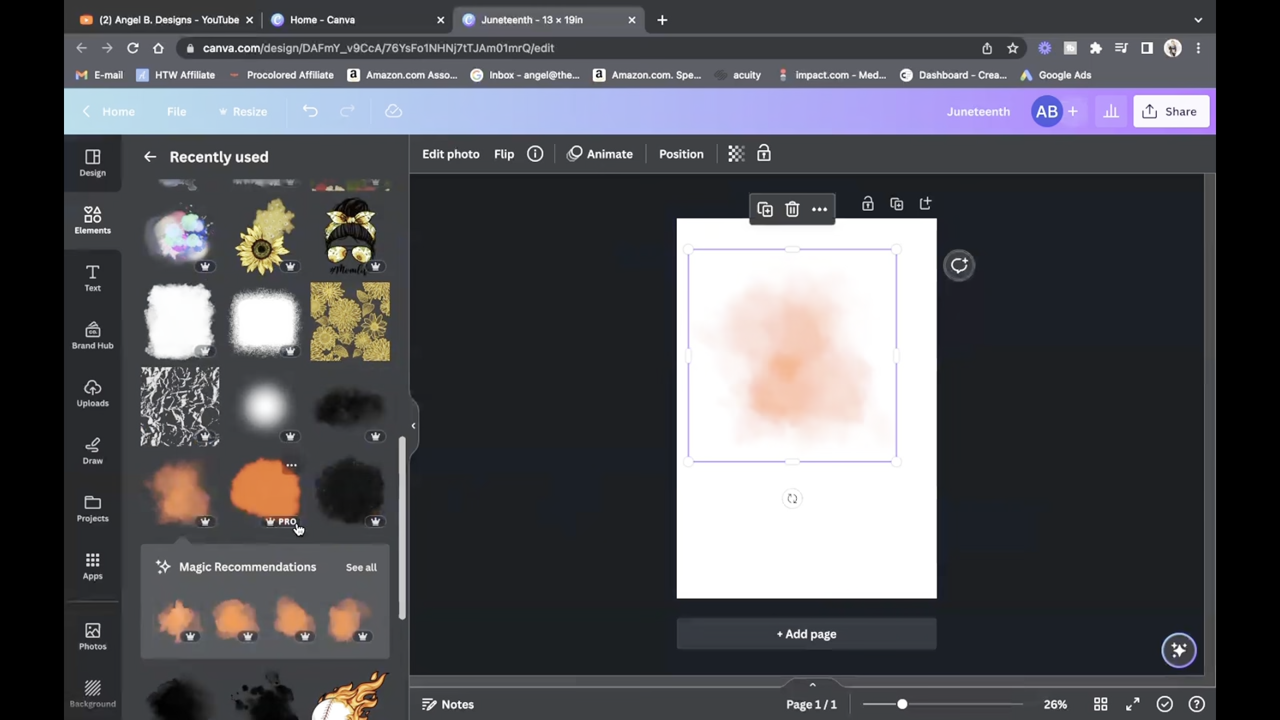 (2) Angel B. Designs - YouTube
Home - Canva
Juneteenth - 13 × 19in
canva.com/design/DAFmY_v9CcA/76YsFo1NHNj7tTJAm01mrQ/edit
E-mail
HTW Affiliate
Procolored Affiliate
Amazon.com Asso...
Inbox - angel@the...
Amazon.com. Spe...
acuity
impact.com - Med...
Dashboard - Crea...
Google Ads
Home
File
Resize
Juneteenth
AB
Share
Design
Elements
Text
Brand Hub
Uploads
Draw
Projects
Apps
Photos
Background
Recently used
PRO
Magic Recommendations
See all
Edit photo
Flip
Animate
Position
+ Add page
Notes
Page 1 / 1
26%